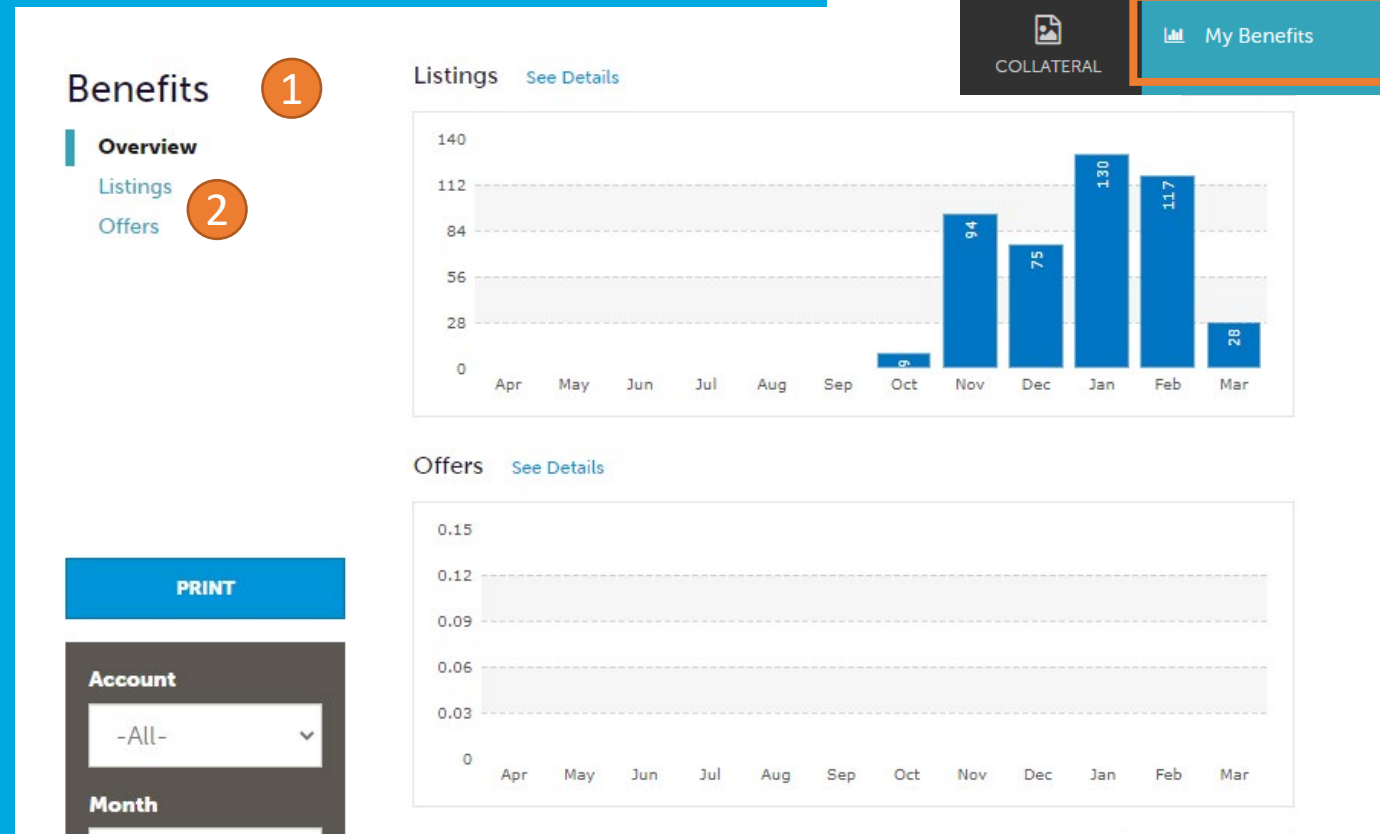 COLLATERAL
My Benefits
Benefits
1
Overview
Listings
Offers
2
PRINT
Account
-All-
Month
Listings See Details
140
112
84
56
28
0
9
94
75
130
117
28
Apr May Jun Jul Aug Sep Oct Nov Dec Jan Feb Mar
Offers See Details
0.15
0.12
0.09
0.06
0.03
0
Apr May Jun Jul Aug Sep Oct Nov Dec Jan Feb Mar